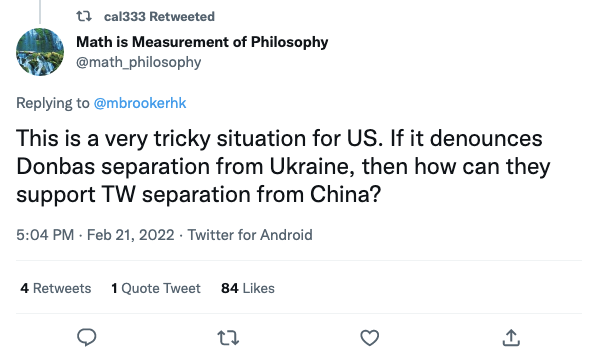 cal333 Retweeted
Math is Measurement of Philosophy
@math_philosophy
Replying to @mbrookerhk
This is a very tricky situation for US. If it denounces
Donbas separation from Ukraine, then how can they
support TW separation from China?
5:04 PM · Feb 21, 2022 · Twitter for Android
4 Retweets 1 Quote Tweet 84 Likes